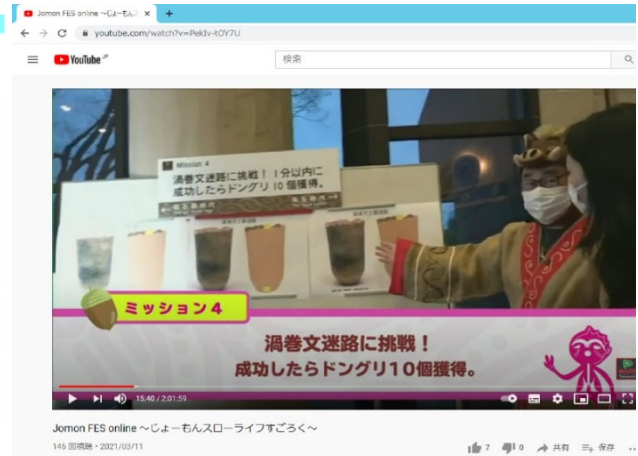 Jomon FES online ～じょーもんス
youtube.com/watch?v=PekIv-tOY7U
YouTube JP
検索
Mission 4
渦巻文迷路に挑戦！1分以内に
成功したらドングリ10個獲得。
ミッション4
渦巻文迷路に挑戦！
成功したらドングリ10個獲得。
15:40 / 2:01:59
Jomon FES online ～じょーもんスローライフすごろく～
146 回視聴・2021/03/11
7
0
共有
保存